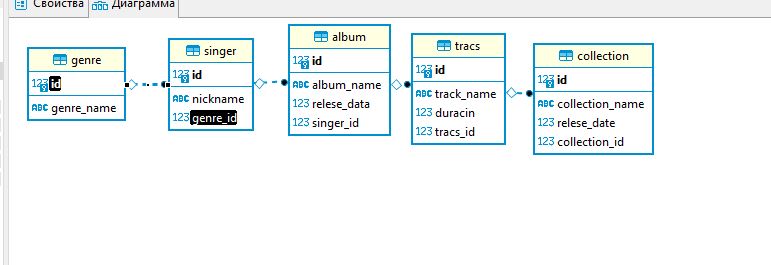 Свойства
Диаграмма
genre
123 id
ABC genre_name
singer
123 id
ABC nickname
123 genre_id
album
123 id
ABC album_name
123 relese_data
123 singer_id
tracs
123 id
ABC track_name
123 duracin
123 tracs_id
collection
123 id
ABC collection_name
123 relese_date
123 collection_id